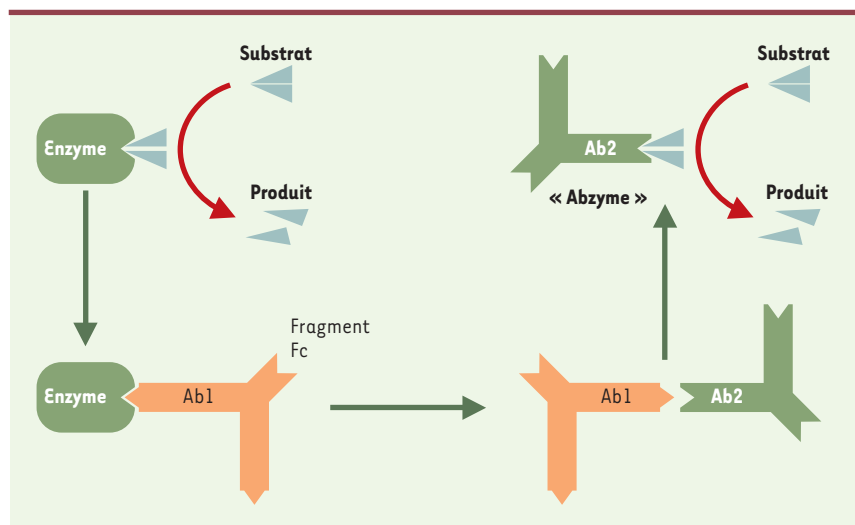 Substrat
Enzyme
Produit
Fragment
Fc
Enzyme
Ab1
Substrat
Ab2
« Abzyme »
Produit
Ab1
Ab2